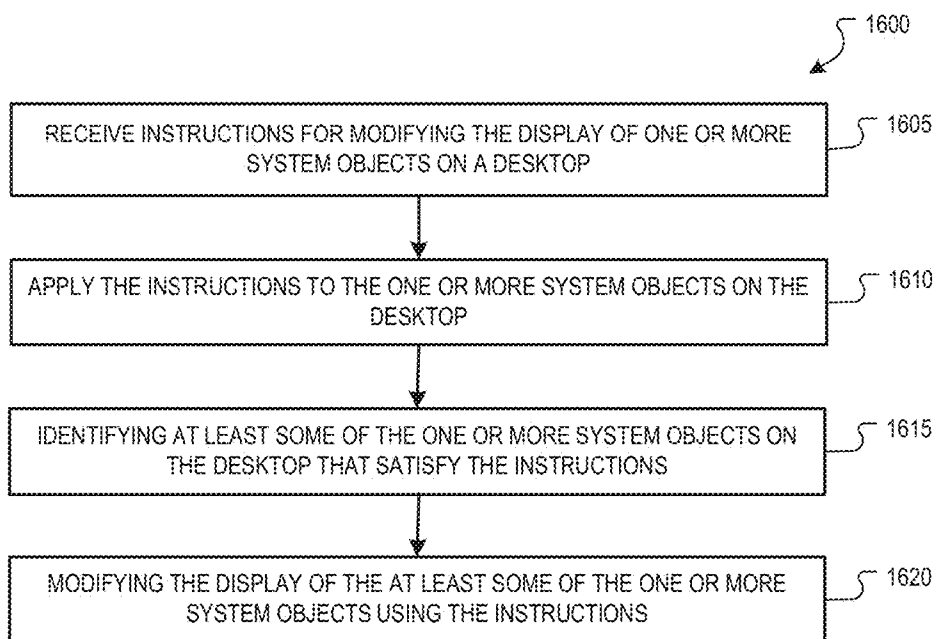 1600
RECEIVE INSTRUCTIONS FOR MODIFYING THE DISPLAY OF ONE OR MORE
SYSTEM OBJECTS ON A DESKTOP
1605
APPLY THE INSTRUCTIONS TO THE ONE OR MORE SYSTEM OBJECTS ON THE
DESKTOP
1610
IDENTIFYING AT LEAST SOME OF THE ONE OR MORE SYSTEM OBJECTS ON
THE DESKTOP THAT SATISFY THE INSTRUCTIONS
1615
MODIFYING THE DISPLAY OF THE AT LEAST SOME OF THE ONE OR MORE
SYSTEM OBJECTS USING THE INSTRUCTIONS
1620